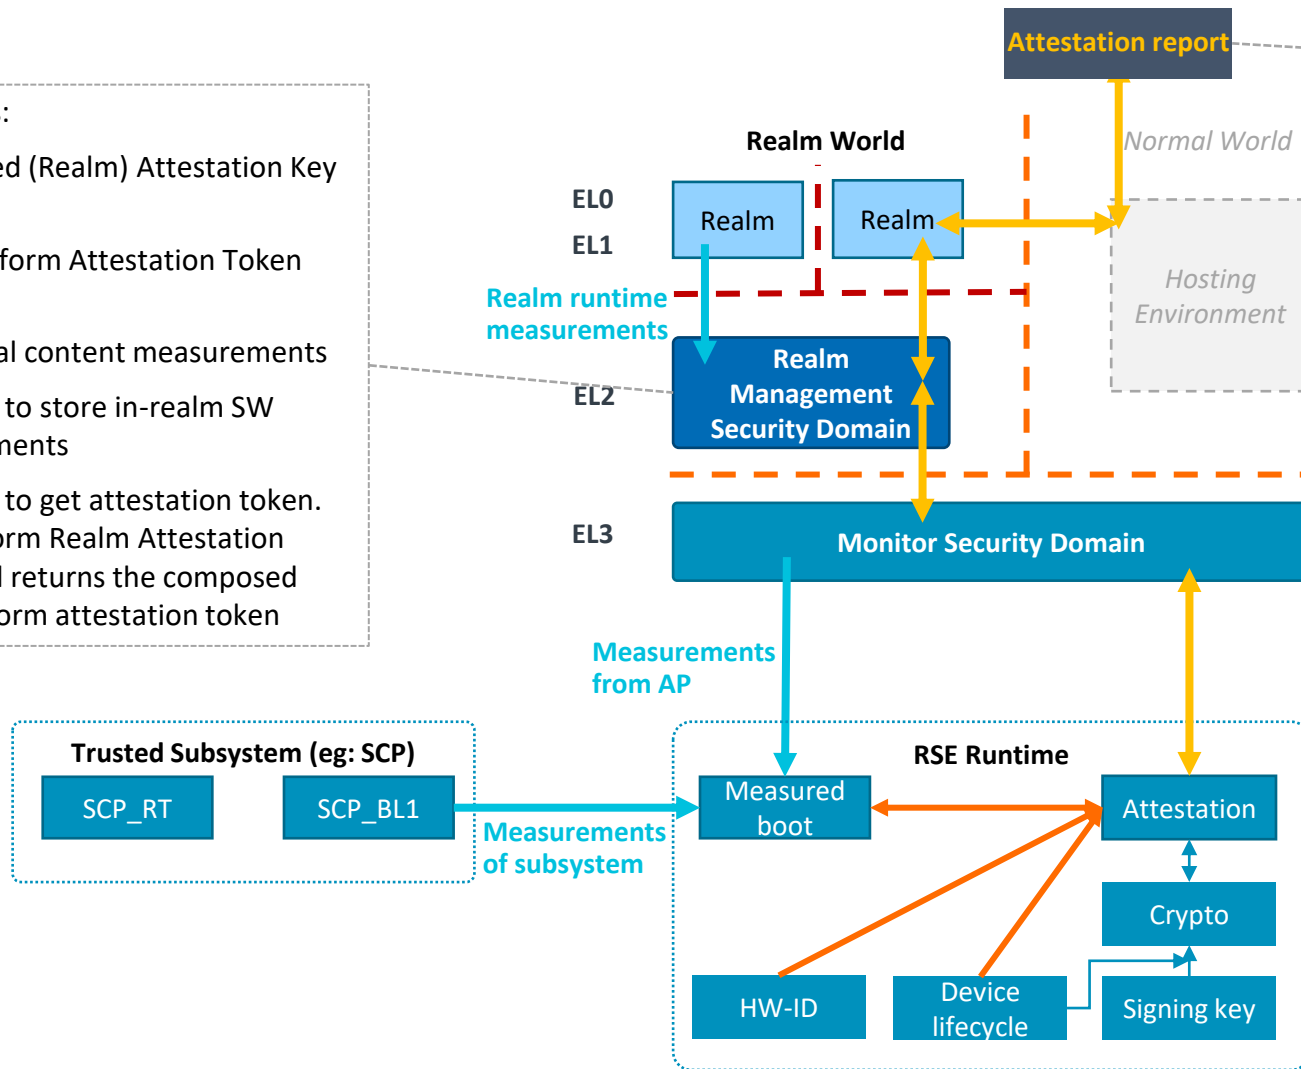 Attestation report
s:
ed (Realm) Attestation Key
form Attestation Token
al content measurements
to store in-realm SW
ments
to get attestation token.
orm Realm Attestation
d returns the composed
orm attestation token
Realm World
Normal World
EL0
EL1
Realm
Realm
Realm runtime
measurements
Hosting
Environment
EL2
Realm
Management
Security Domain
EL3
Monitor Security Domain
Measurements
from AP
Trusted Subsystem (eg: SCP)
SCP_RT
SCP_BL1
Measurements
of subsystem
RSE Runtime
Measured
boot
Attestation
Crypto
HW-ID
Device
lifecycle
Signing key